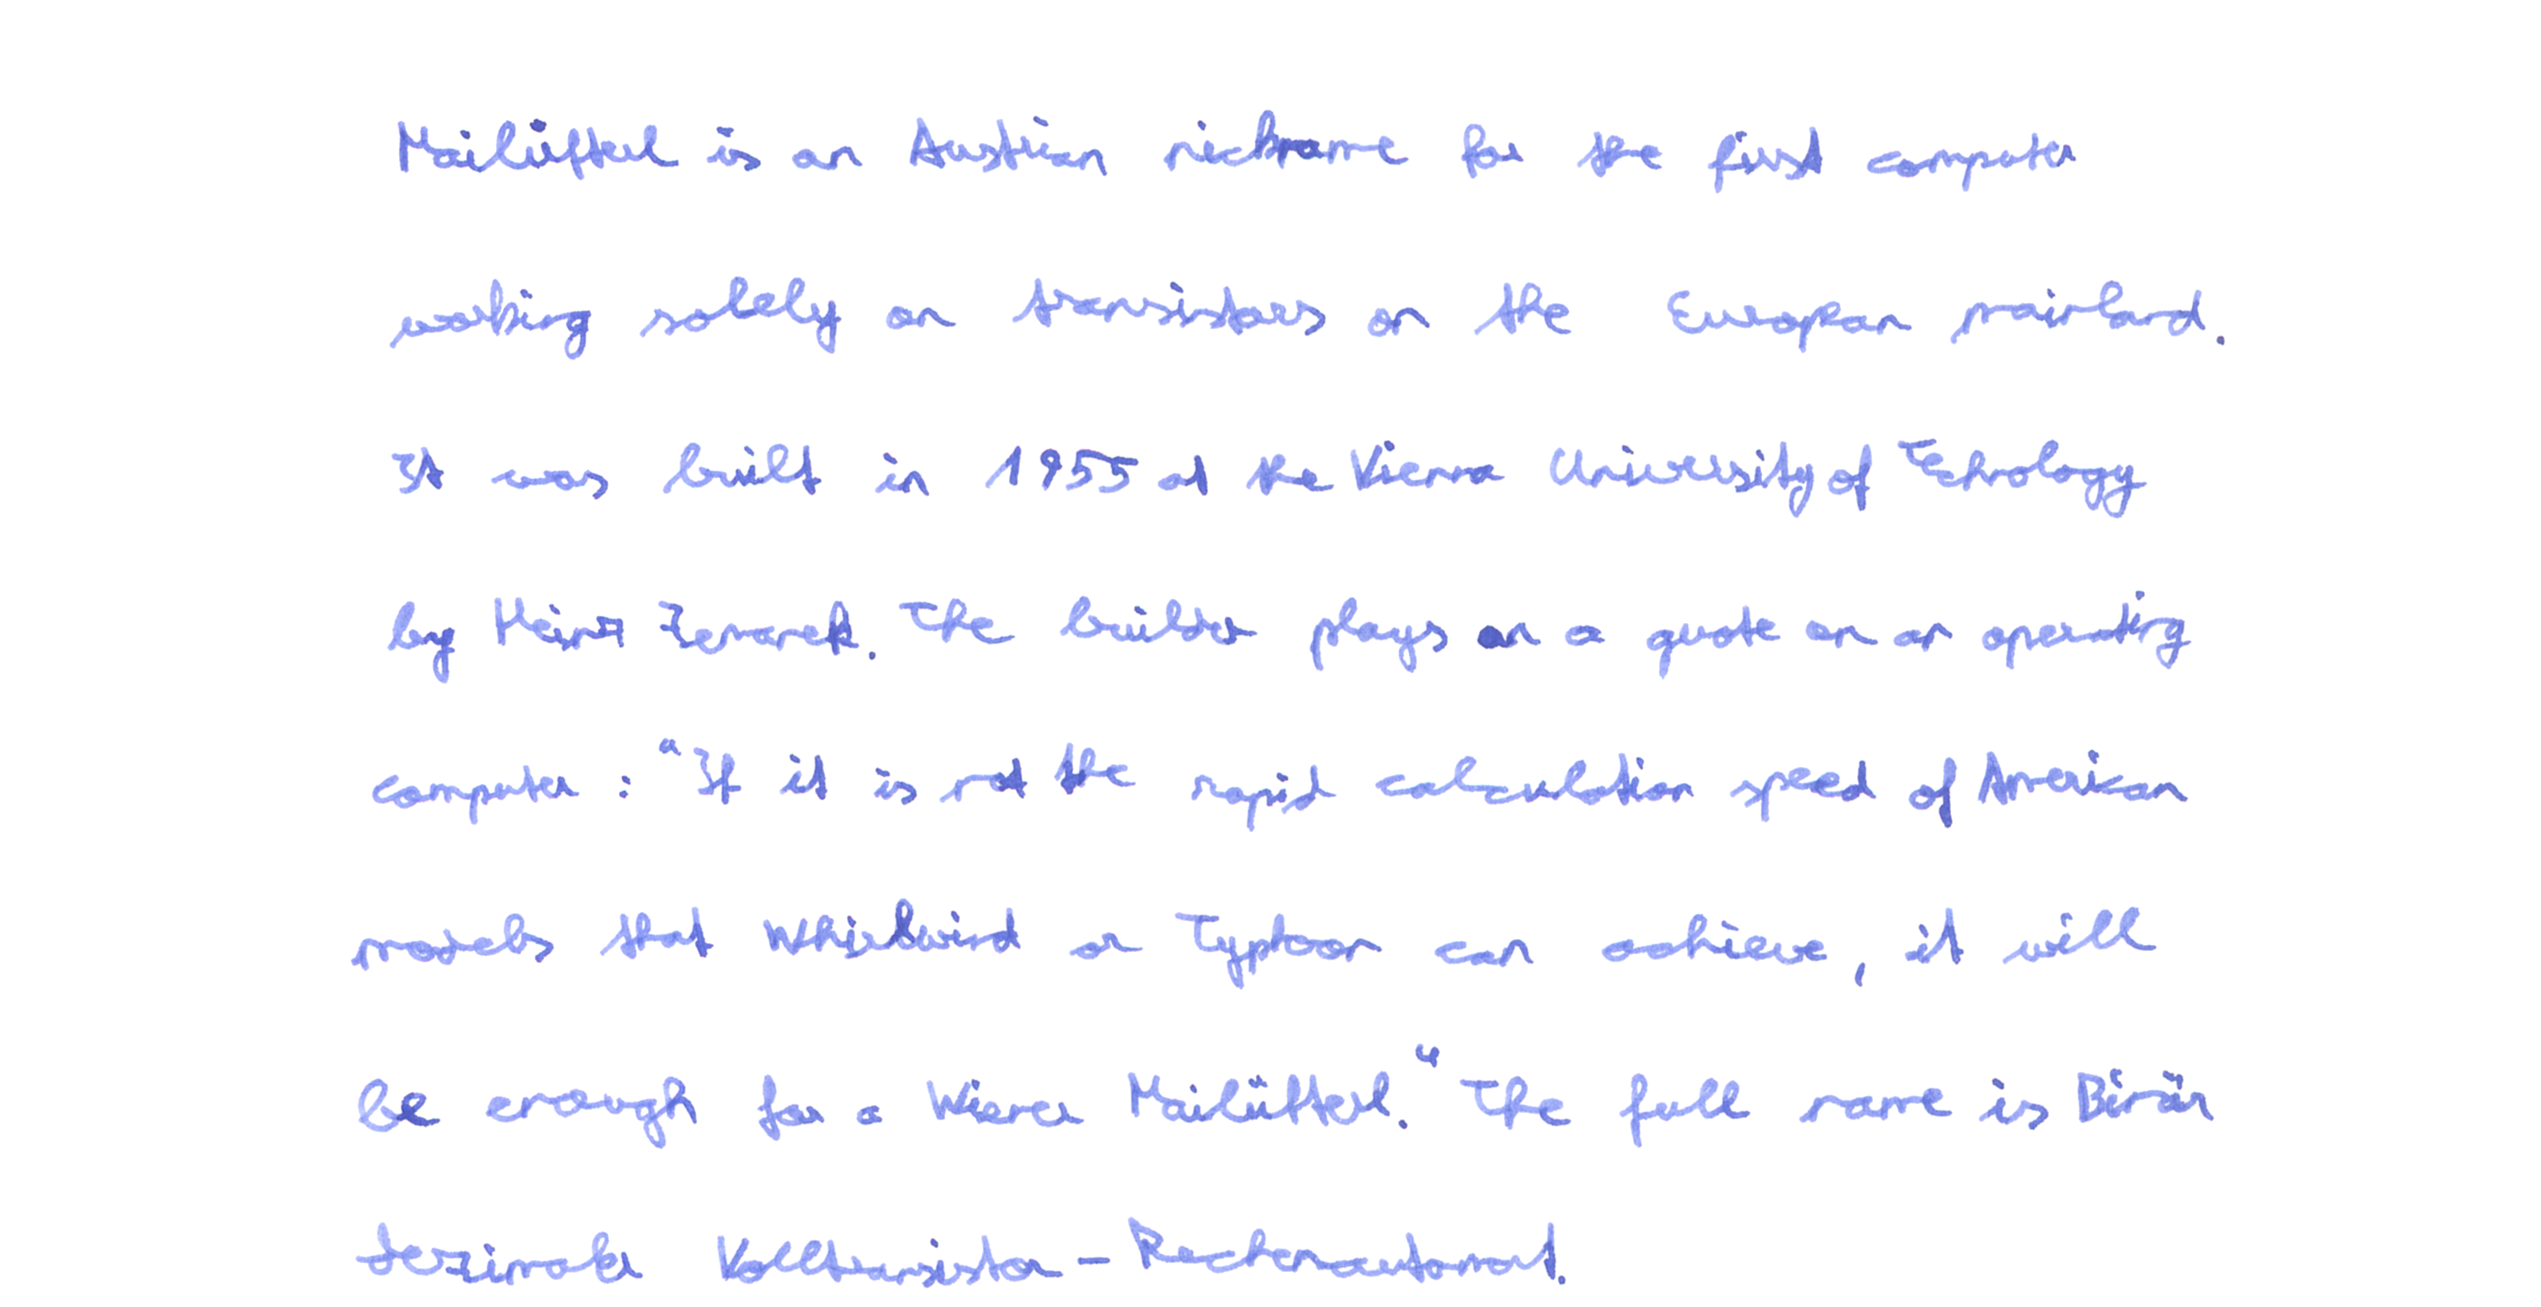 Mailüfterl is an Austrian nickname for the first computer
working solely on transistors on the European mainland.
It was built in 1955 at the Vienna University of Technology
by Heinz Zemanek. The builder plays on a quote on an operating
computer : "If it is not the rapid calculation speed of American
models that Whirlwind or Typhoon can achieve, it will
be enough for a Wiener Mailüfterl." The full name is Binär
dezimaler Volltransistor - Rechenautomat.